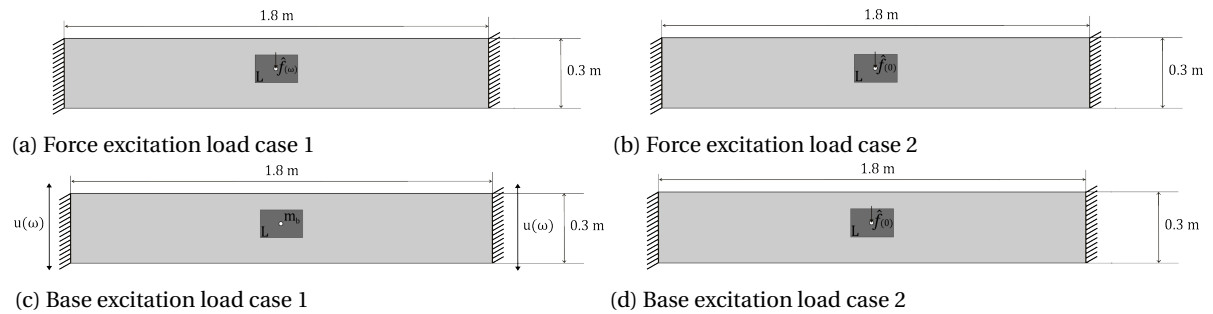 1.8 m
L
f̂(ω)
0.3 m
(a) Force excitation load case 1
1.8 m
L
f̂(0)
0.3 m
(b) Force excitation load case 2
1.8 m
u(ω)
L
m_b
u(ω)
0.3 m
(c) Base excitation load case 1
1.8 m
L
f̂(0)
0.3 m
(d) Base excitation load case 2